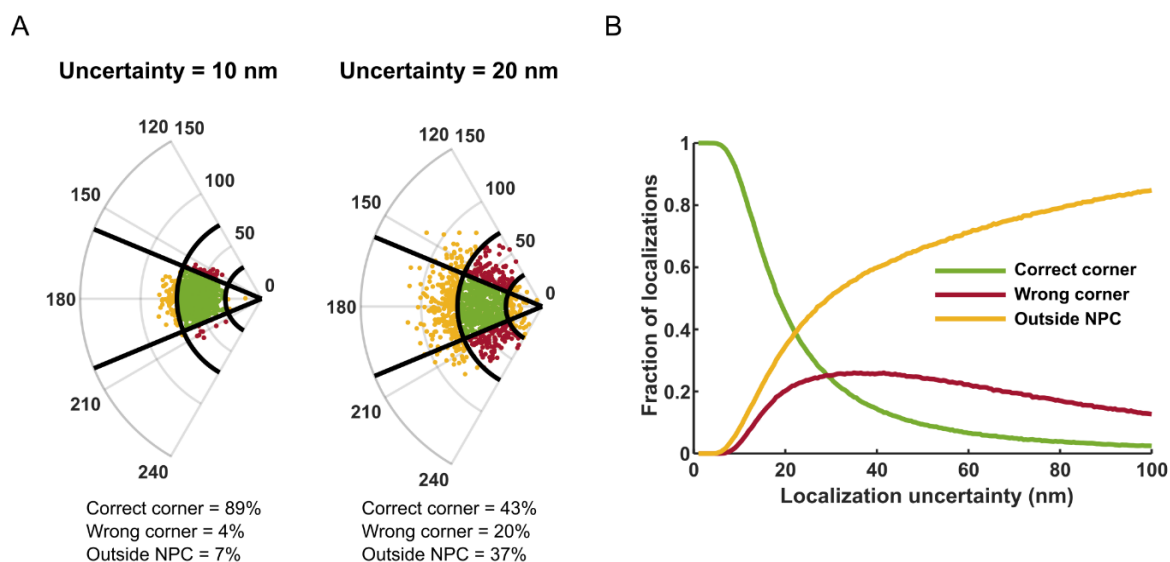 A
B
Uncertainty = 10 nm
Uncertainty = 20 nm
120 150
100
150
50
0
180
210
240
Correct corner = 89%
Wrong corner = 4%
Outside NPC = 7%
120 150
100
150
50
0
180
210
240
Correct corner = 43%
Wrong corner = 20%
Outside NPC = 37%
Fraction of localizations
1
0.8
0.6
0.4
0.2
0
Correct corner
Wrong corner
Outside NPC
0 20 40 60 80 100
Localization uncertainty (nm)